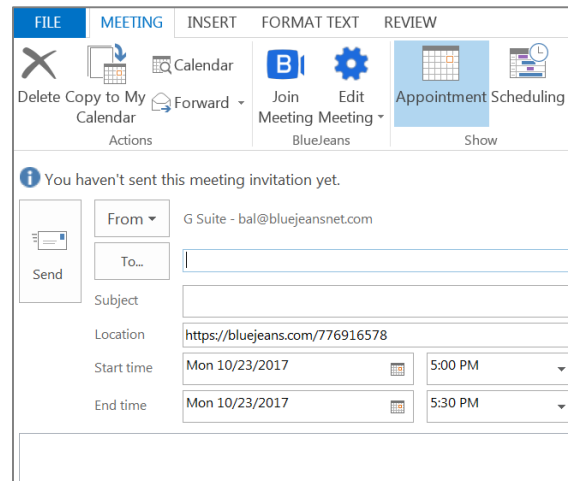 FILE MEETING INSERT FORMAT TEXT REVIEW
Delete Copy to My Calendar
Calendar
Forward
Join Meeting
Edit Meeting
Appointment Scheduling
Actions BlueJeans Show
You haven't sent this meeting invitation yet.
Send
From G Suite - bal@bluejeansnet.com
To...
Subject
Location https://bluejeans.com/776916578
Start time Mon 10/23/2017 5:00 PM
End time Mon 10/23/2017 5:30 PM